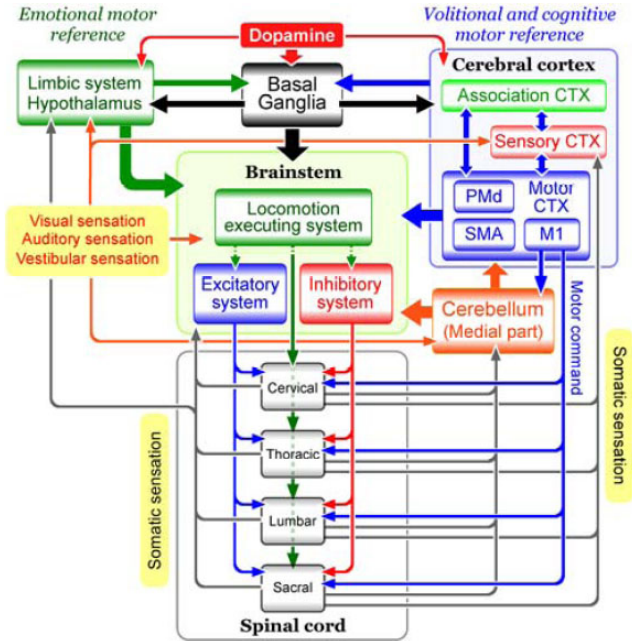 Emotional motor
reference
Dopamine
Volitional and cognitive
motor reference
Limbic system
Hypothalamus
Basal
Ganglia
Cerebral cortex
Association CTX
Sensory CTX
Motor
CTX
PMd
SMA
M1
Brainstem
Locomotion
executing system
Visual sensation
Auditory sensation
Vestibular sensation
Excitatory
system
Inhibitory
system
Cerebellum
(Medial part)
Motor command
Somatic sensation
Somatic sensation
Cervical
Thoracic
Lumbar
Sacral
Spinal cord